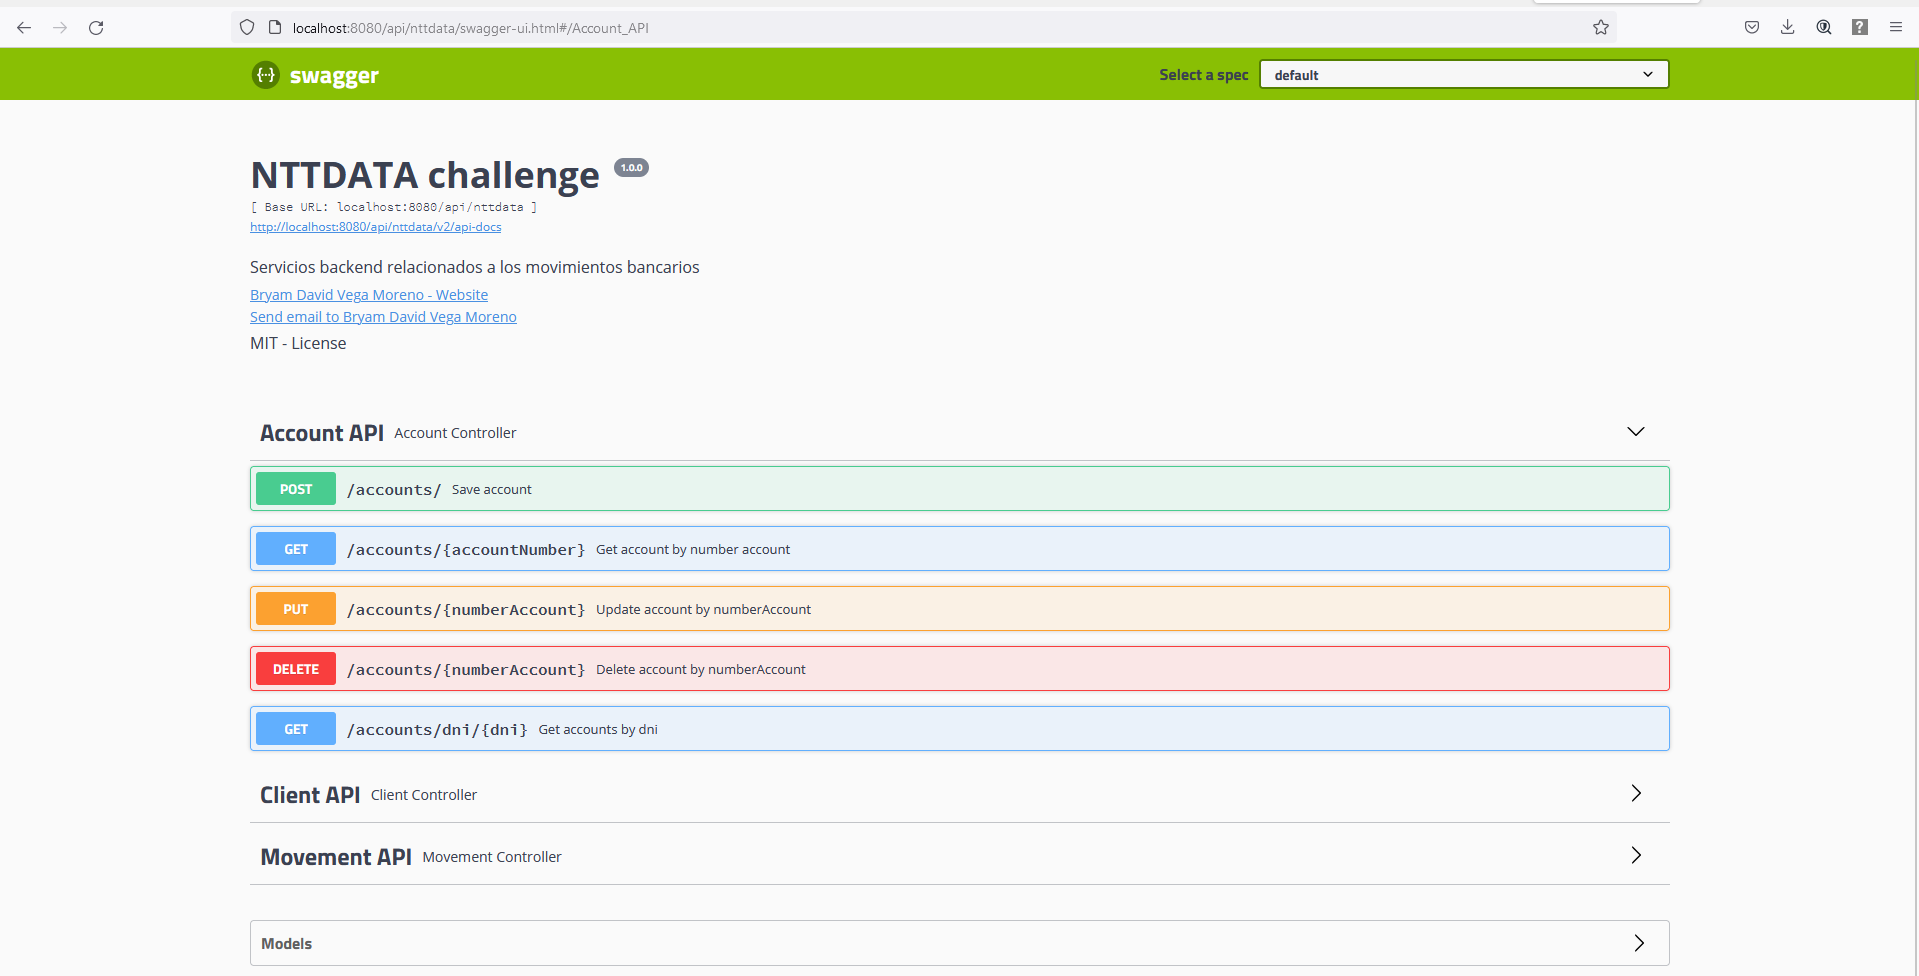 localhost:8080/api/nttdata/swagger-ui.html#/Account_API
{··} swagger
Select a spec default
NTTDATA challenge 1.0.0
[ Base URL: localhost:8080/api/nttdata ]
http://localhost:8080/api/nttdata/v2/api-docs
Servicios backend relacionados a los movimientos bancarios
Bryam David Vega Moreno - Website
Send email to Bryam David Vega Moreno
MIT - License
Account API Account Controller
POST /accounts/ Save account
GET /accounts/{accountNumber} Get account by number account
PUT /accounts/{numberAccount} Update account by numberAccount
DELETE /accounts/{numberAccount} Delete account by numberAccount
GET /accounts/dni/{dni} Get accounts by dni
Client API Client Controller
Movement API Movement Controller
Models